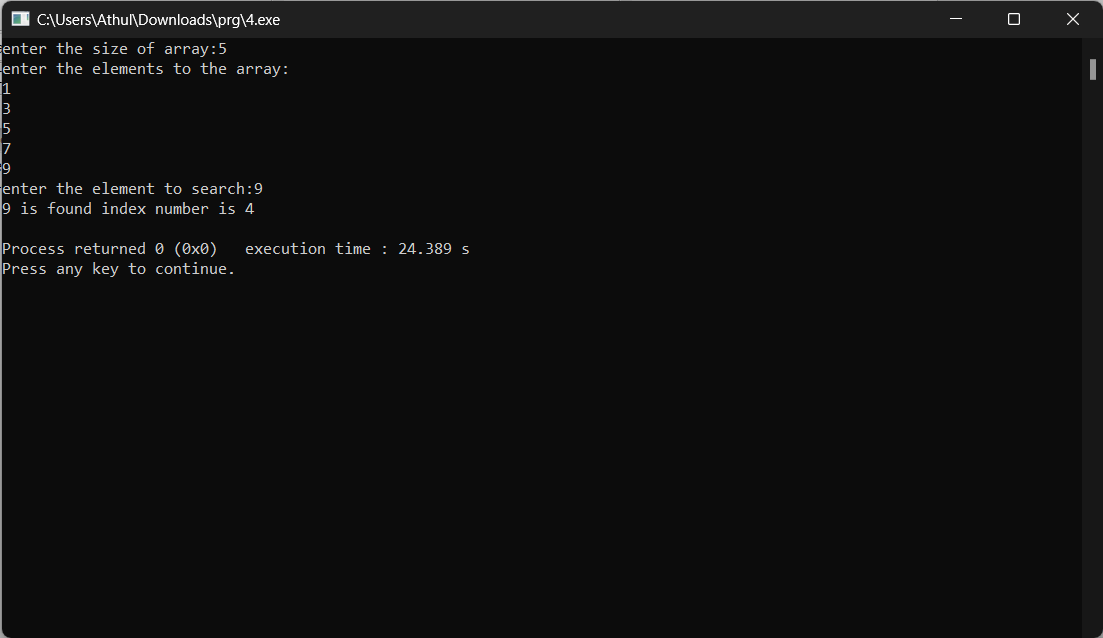 C:\Users\Athul\Downloads\prg\4.exe
enter the size of array:5
enter the elements to the array:
1
3
5
7
9
enter the element to search:9
9 is found index number is 4
Process returned 0 (0x0)   execution time : 24.389 s
Press any key to continue.